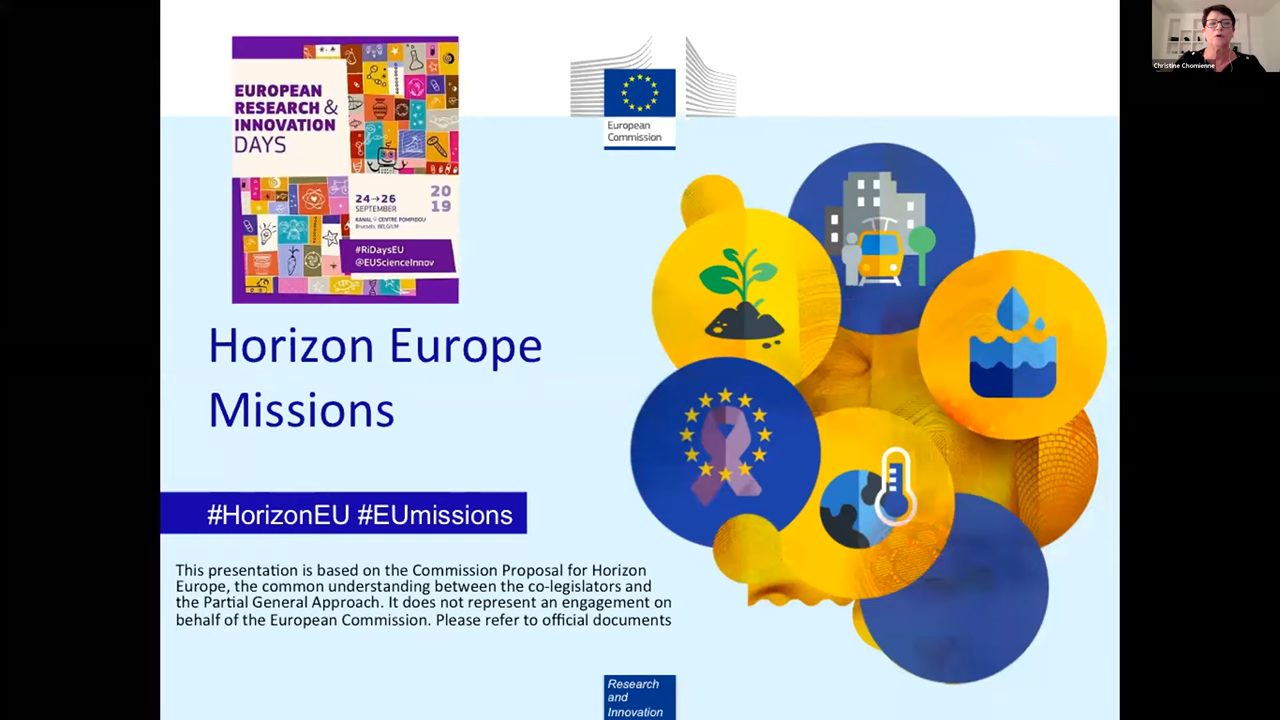 EUROPEAN
RESEARCH &
INNOVATION
DAYS
24→26
SEPTEMBER
20
19
KANAL CENTRE POMPIDOU
Brussels, BELGIUM
#RiDaysEU
@EUScienceInnov
European
Commission
Christine Chomienne
Horizon Europe
Missions
#HorizonEU #EUmissions
This presentation is based on the Commission Proposal for Horizon
Europe, the common understanding between the co-legislators and
the Partial General Approach. It does not represent an engagement on
behalf of the European Commission. Please refer to official documents
Research
and
Innovation